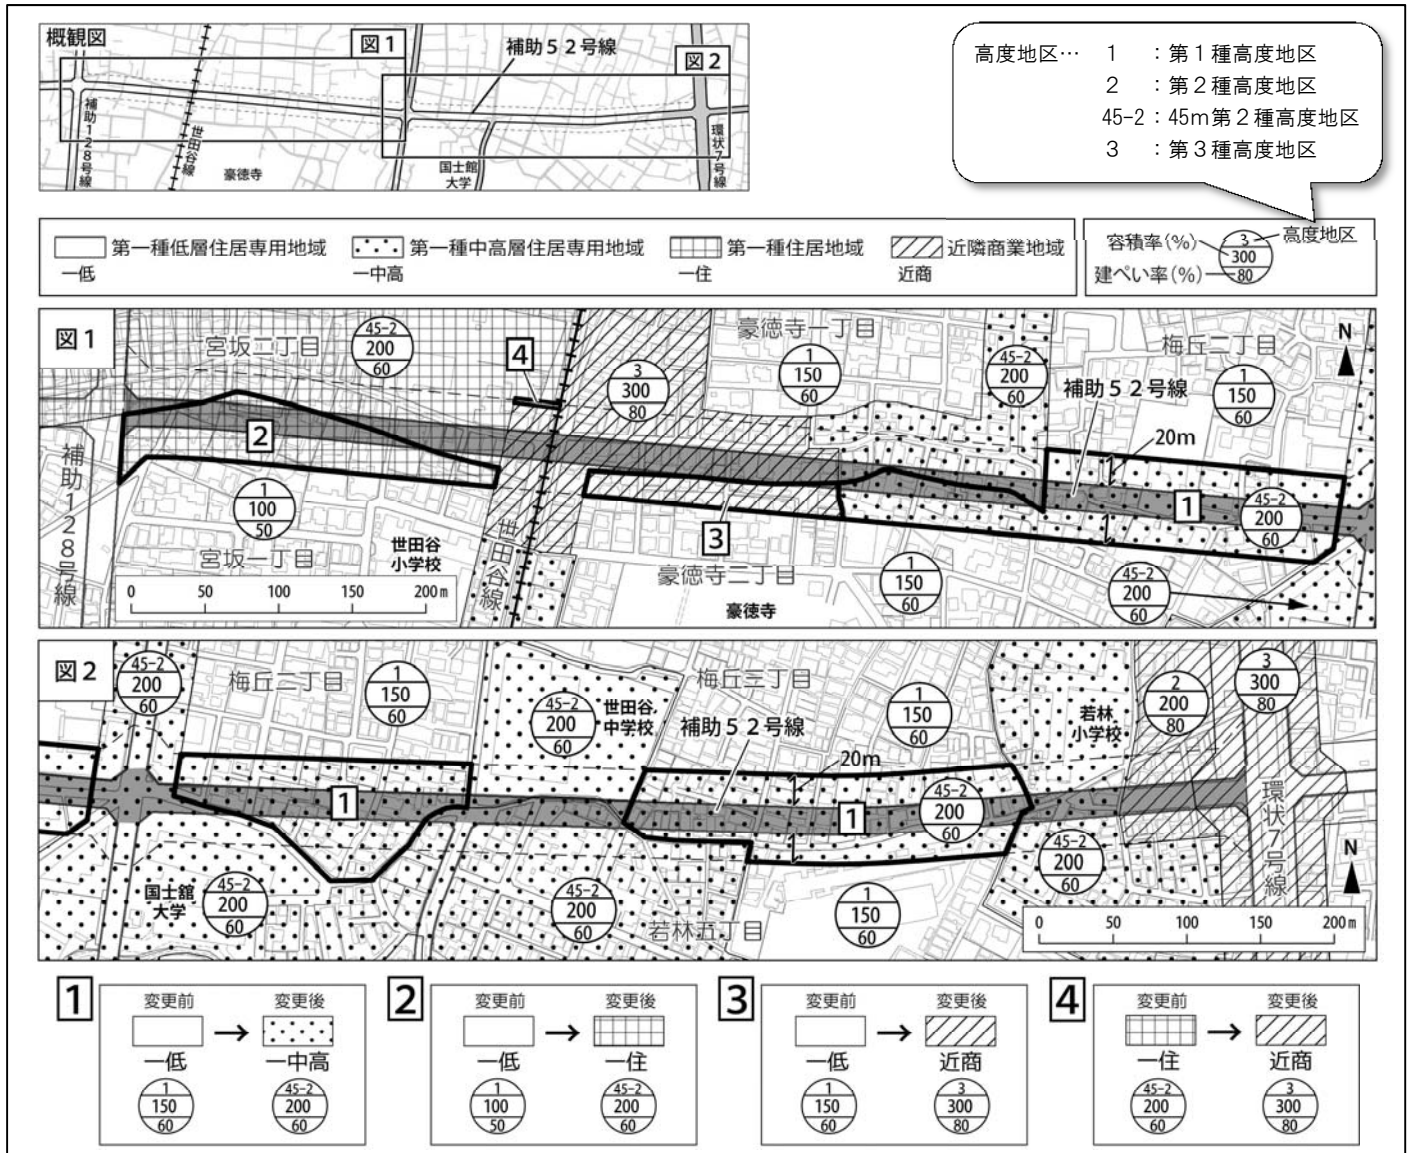 概観図
図1
補助52号線
図2
補助128号線
世田谷線
豪徳寺
国士館
大学
環状7号線
高度地区… 1 : 第1種高度地区
2 : 第2種高度地区
45-2 : 45m第2種高度地区
3 : 第3種高度地区
第一種低層住居専用地域
一低
第一種中高層住居専用地域
一中高
第一種住居地域
一住
近隣商業地域
近商
容積率(%)
建ぺい率(%)
3
300
80
高度地区
図1
宮坂二丁目
45-2
200
60
4
3
300
80
豪徳寺一丁目
1
150
60
45-2
200
60
梅丘二丁目
1
150
60
N
補助52号線
20m
2
1
45-2
200
60
補助128号線
1
100
50
宮坂一丁目
世田谷
小学校
世田谷線
3
豪徳寺二丁目
豪徳寺
1
150
60
45-2
200
60
0 50 100 150 200m
図2
45-2
200
60
梅丘二丁目
1
150
60
45-2
200
60
世田谷
中学校
梅丘三丁目
補助52号線
1
150
60
若林
小学校
2
200
80
3
300
80
20m
1
1
45-2
200
60
環状7号線
N
国士館
大学
45-2
200
60
45-2
200
60
若林五丁目
1
150
60
45-2
200
60
0 50 100 150 200m
1
変更前 変更後
→
一低 一中高
1 45-2
150 200
60 60
2
変更前 変更後
→
一低 一住
1 45-2
100 200
50 60
3
変更前 変更後
→
一低 近商
1 3
150 300
60 80
4
変更前 変更後
→
一住 近商
45-2 3
200 300
60 80